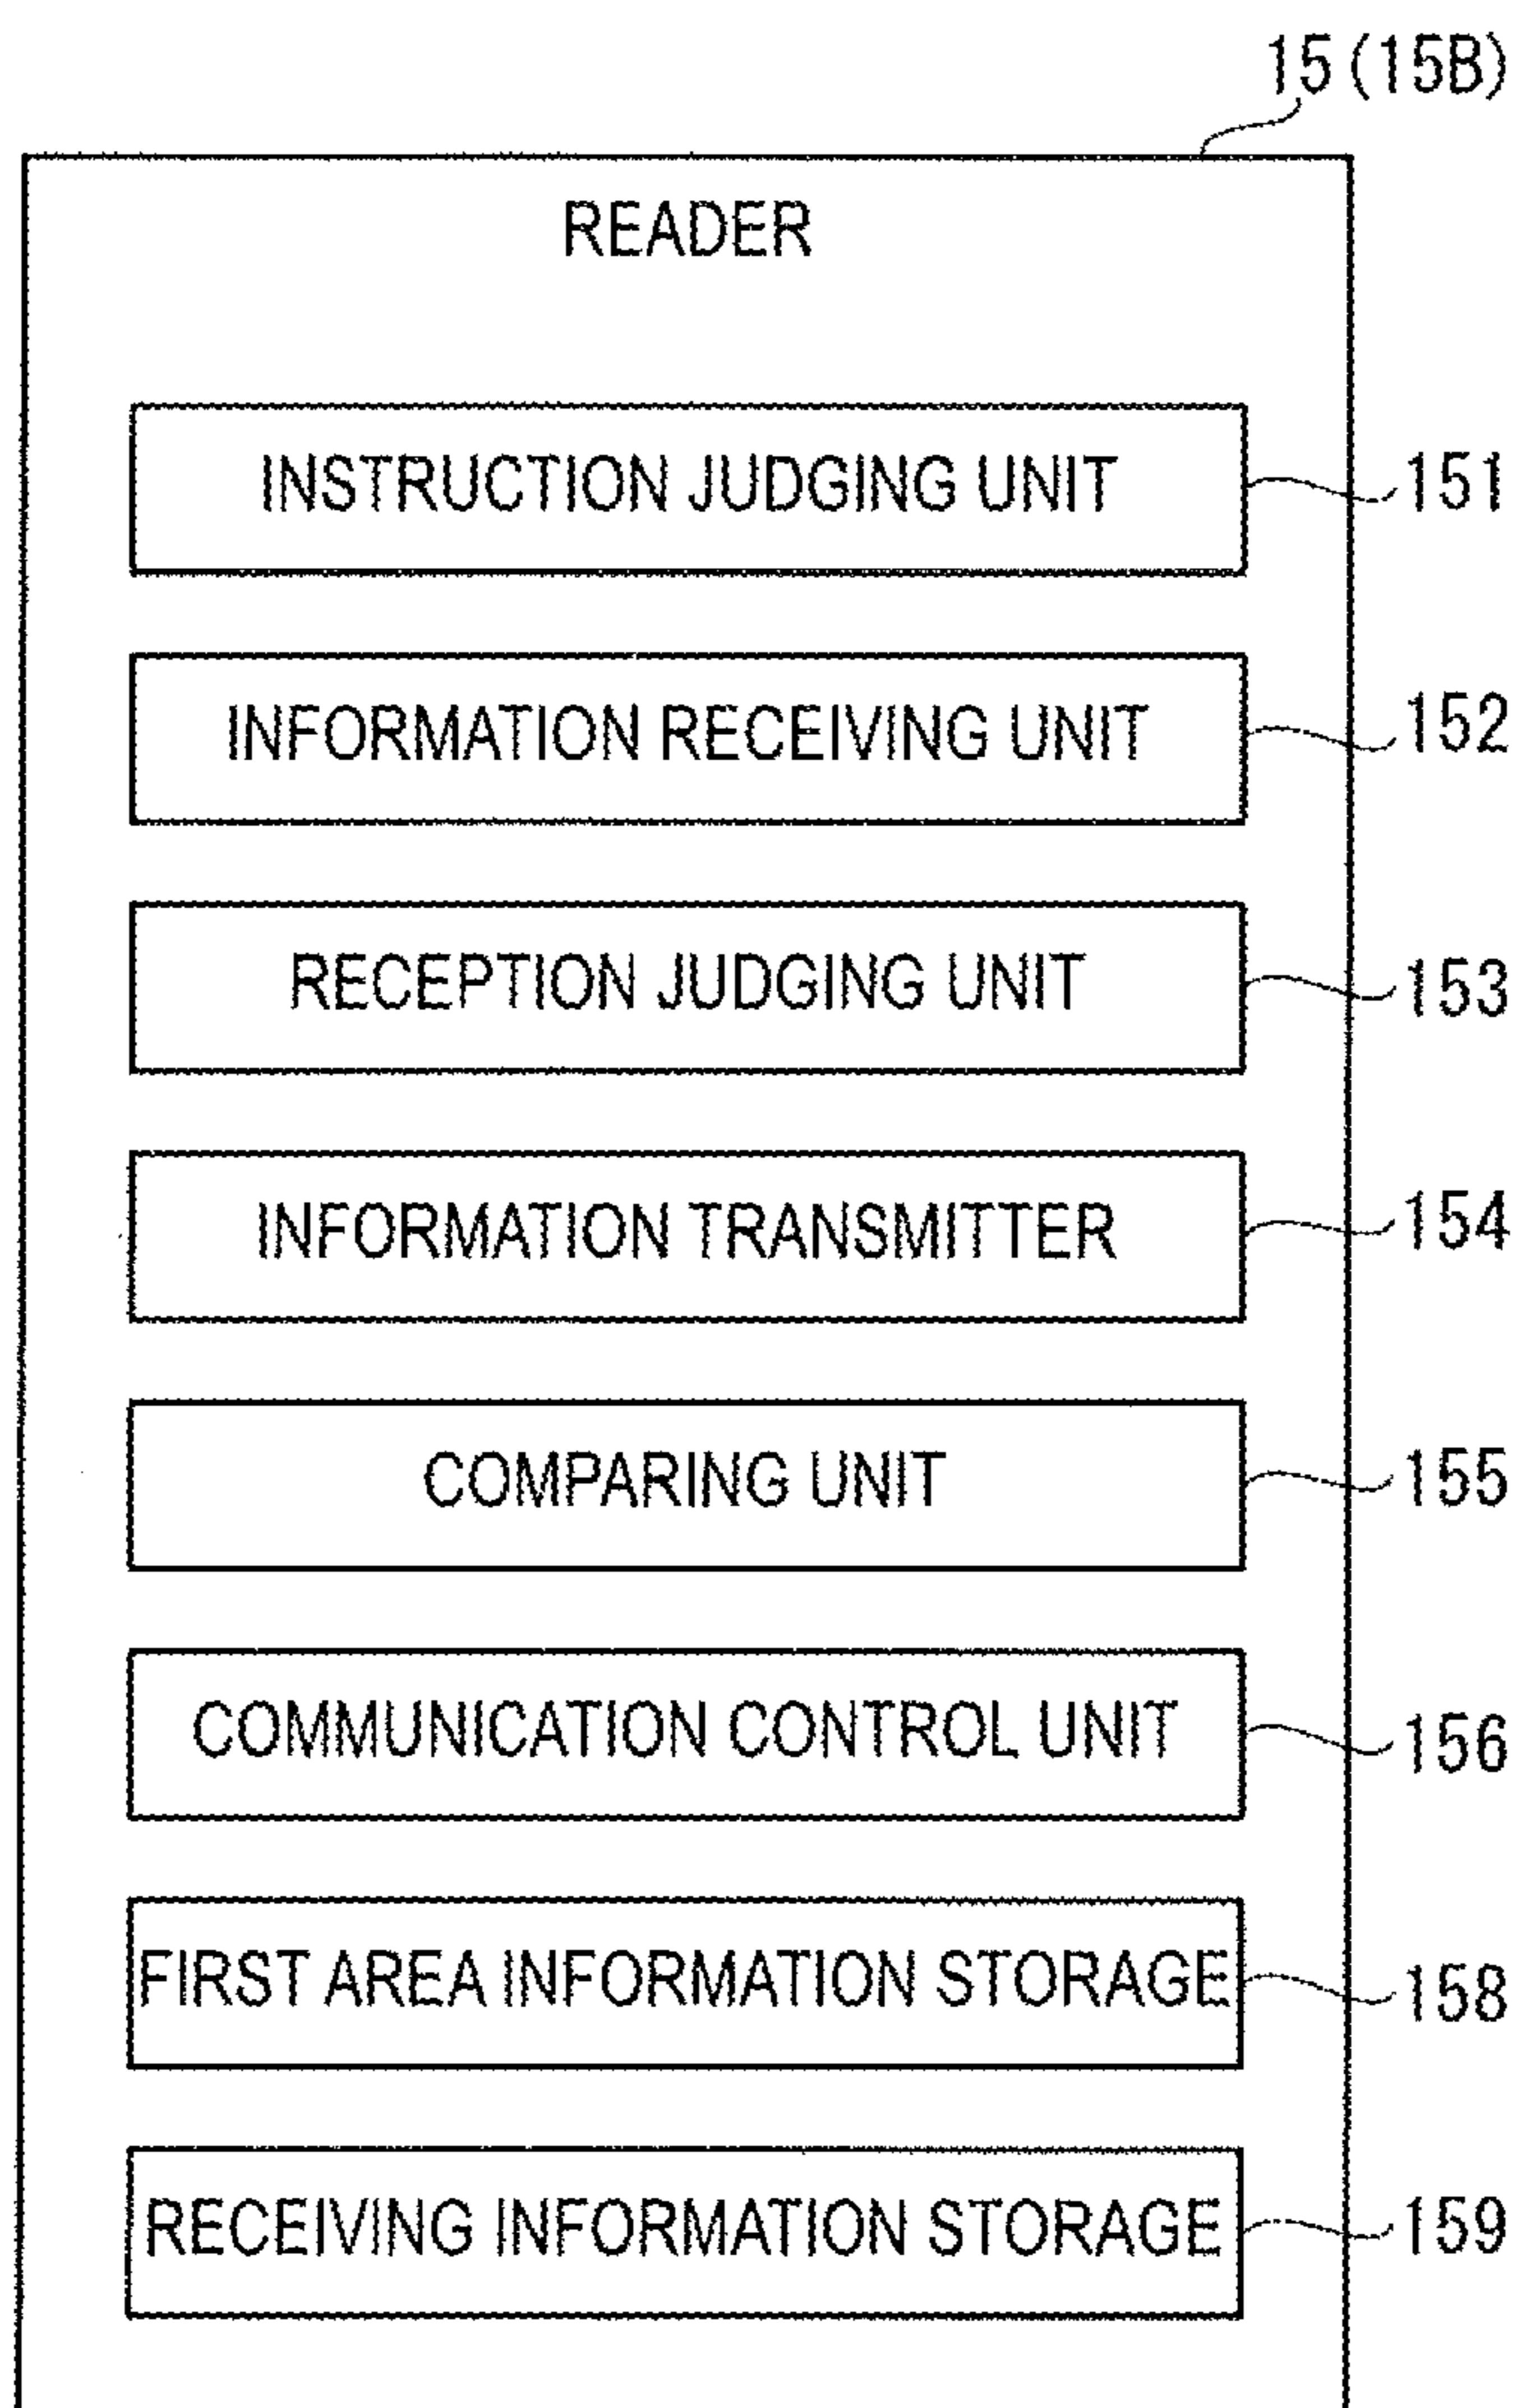 15 (15B)
READER
INSTRUCTION JUDGING UNIT
151
INFORMATION RECEIVING UNIT
152
RECEPTION JUDGING UNIT
153
INFORMATION TRANSMITTER
154
COMPARING UNIT
155
COMMUNICATION CONTROL UNIT
156
FIRST AREA INFORMATION STORAGE
158
RECEIVING INFORMATION STORAGE
159